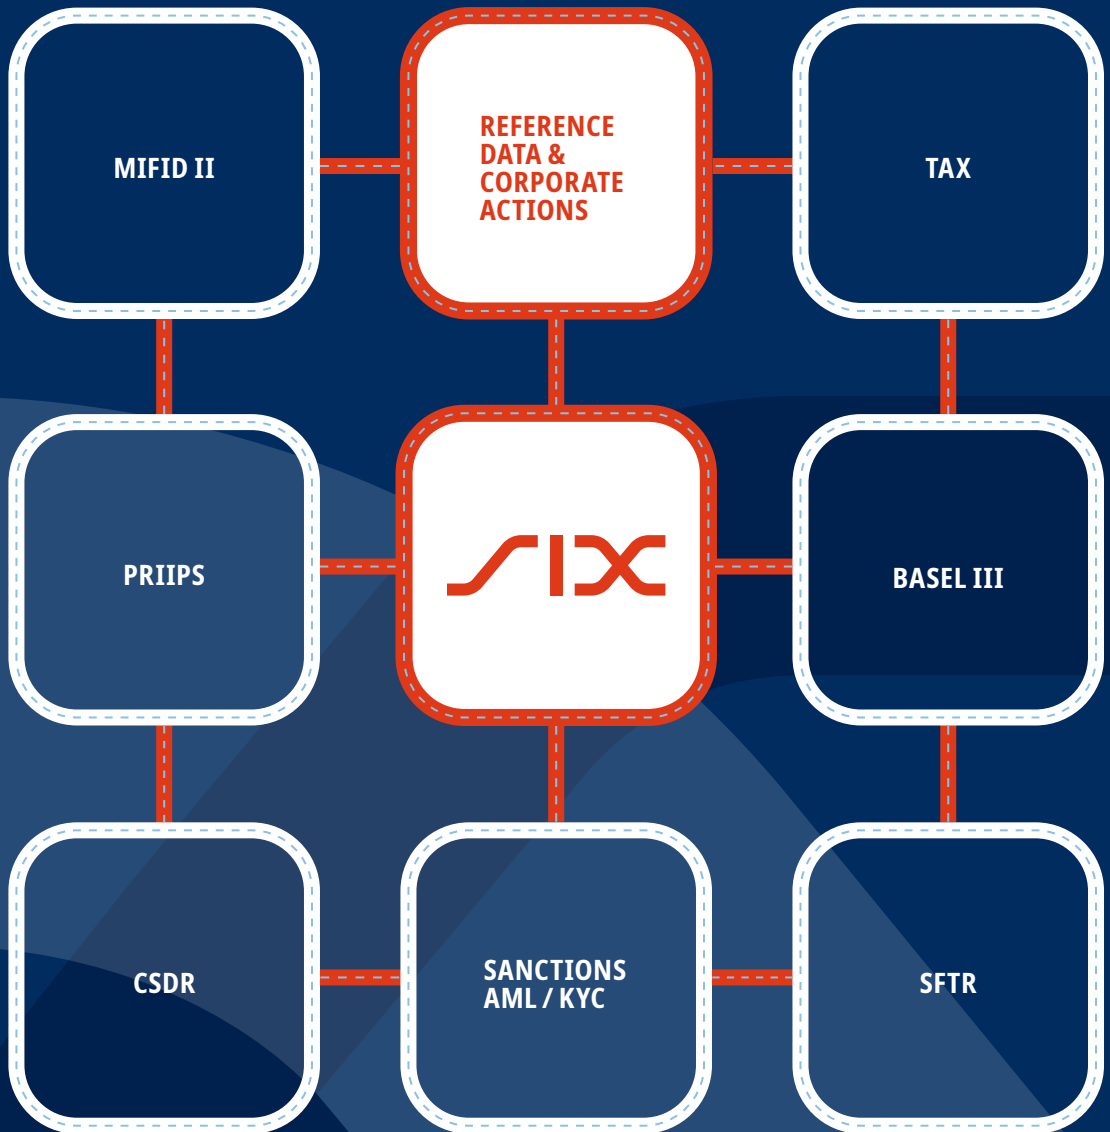 MIFID II
REFERENCE
DATA &
CORPORATE
ACTIONS
TAX
PRIIPS
SIX
BASEL III
CSDR
SANCTIONS
AML / KYC
SFTR